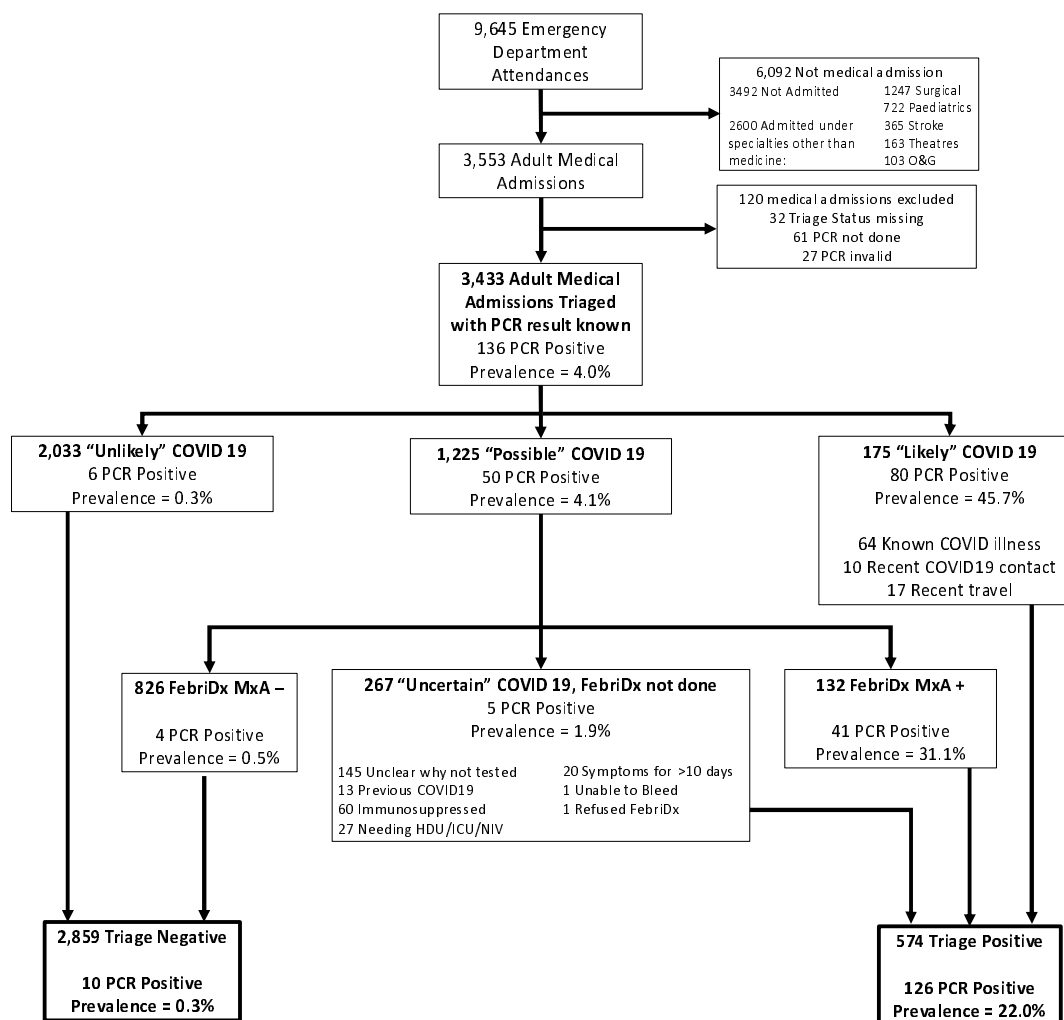 9,645 Emergency
Department
Attendances
6,092 Not medical admission
3492 Not Admitted
1247 Surgical
722 Paediatrics
2600 Admitted under
365 Stroke
specialties other than
163 Theatres
medicine:
103 O&G
3,553 Adult Medical
Admissions
120 medical admissions excluded
32 Triage Status missing
61 PCR not done
27 PCR invalid
3,433 Adult Medical
Admissions Triaged
with PCR result known
136 PCR Positive
Prevalence = 4.0%
2,033 “Unlikely” COVID 19
6 PCR Positive
Prevalence = 0.3%
1,225 “Possible” COVID 19
50 PCR Positive
Prevalence = 4.1%
175 “Likely” COVID 19
80 PCR Positive
Prevalence = 45.7%
64 Known COVID illness
10 Recent COVID19 contact
17 Recent travel
826 FebriDx MxA –
4 PCR Positive
Prevalence = 0.5%
267 “Uncertain” COVID 19, FebriDx not done
5 PCR Positive
Prevalence = 1.9%
145 Unclear why not tested
13 Previous COVID19
60 Immunosuppressed
27 Needing HDU/ICU/NIV
20 Symptoms for >10 days
1 Unable to Bleed
1 Refused FebriDx
132 FebriDx MxA +
41 PCR Positive
Prevalence = 31.1%
2,859 Triage Negative
10 PCR Positive
Prevalence = 0.3%
574 Triage Positive
126 PCR Positive
Prevalence = 22.0%